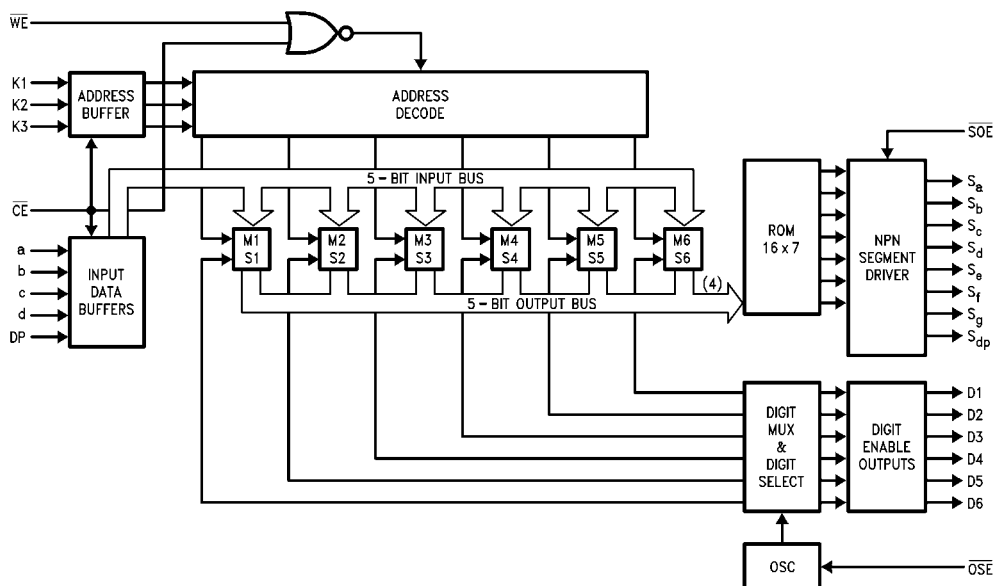 WE
K1
K2
K3
ADDRESS
BUFFER
ADDRESS
DECODE
SOE
5-BIT INPUT BUS
CE
a
b
c
d
DP
INPUT
DATA
BUFFERS
M1
S1
M2
S2
M3
S3
M4
S4
M5
S5
M6
S6
(4)
5-BIT OUTPUT BUS
ROM
16 x 7
NPN
SEGMENT
DRIVER
Sa
Sb
Sc
Sd
Se
Sf
Sg
Sdp
DIGIT
MUX
&
DIGIT
SELECT
DIGIT
ENABLE
OUTPUTS
D1
D2
D3
D4
D5
D6
OSC
OSE